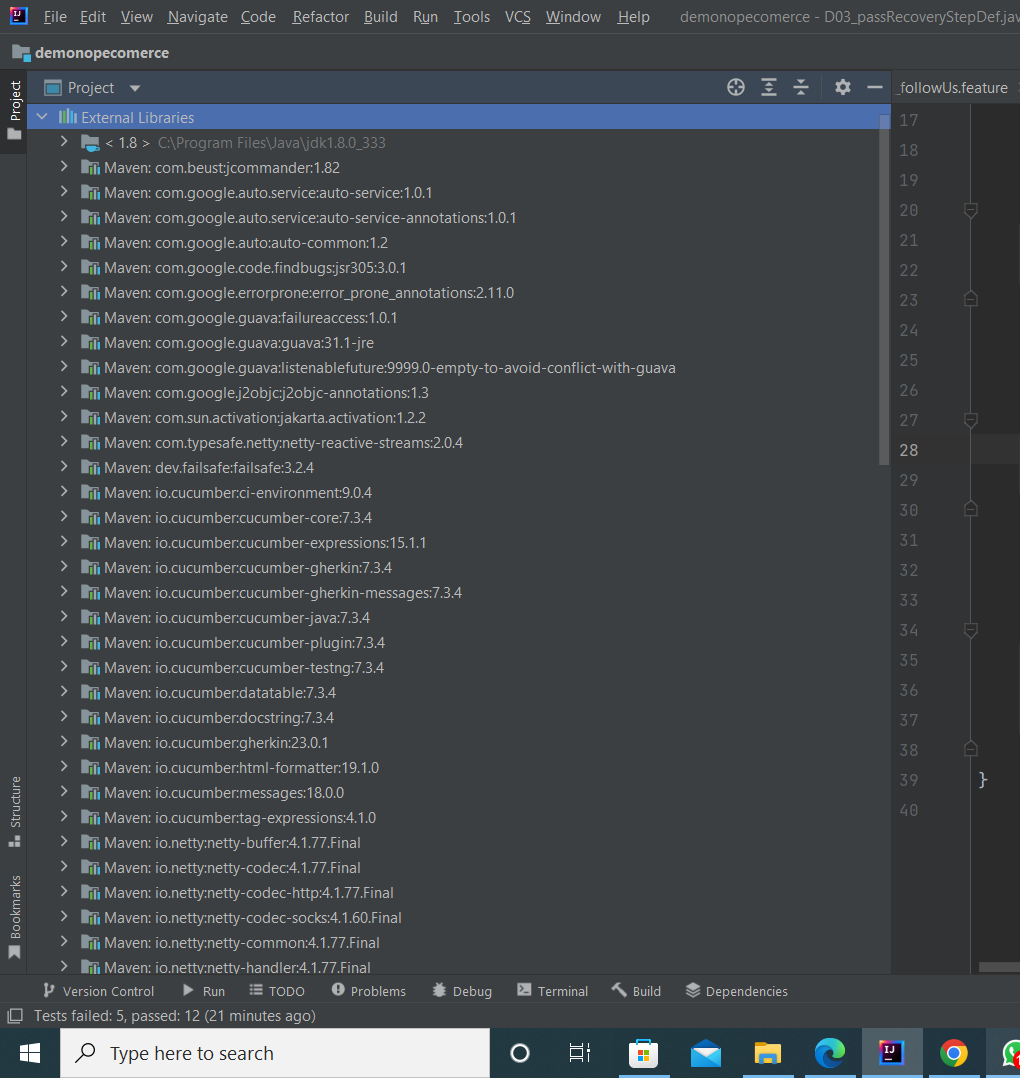 File Edit View Navigate Code Refactor Build Run Tools VCS Window Help demonopecomerce - D03_passRecoveryStepDef.jav
demonopecomerce
Project
Project
_followUs.feature
External Libraries
< 1.8 > C:\Program Files\Java\jdk1.8.0_333
Maven: com.beust:jcommander:1.82
Maven: com.google.auto.service:auto-service:1.0.1
Maven: com.google.auto.service:auto-service-annotations:1.0.1
Maven: com.google.auto:auto-common:1.2
Maven: com.google.code.findbugs:jsr305:3.0.1
Maven: com.google.errorprone:error_prone_annotations:2.11.0
Maven: com.google.guava:failureaccess:1.0.1
Maven: com.google.guava:guava:31.1-jre
Maven: com.google.guava:listenablefuture:9999.0-empty-to-avoid-conflict-with-guava
Maven: com.google.j2objc:j2objc-annotations:1.3
Maven: com.sun.activation:jakarta.activation:1.2.2
Maven: com.typesafe.netty:netty-reactive-streams:2.0.4
Maven: dev.failsafe:failsafe:3.2.4
Maven: io.cucumber:ci-environment:9.0.4
Maven: io.cucumber:cucumber-core:7.3.4
Maven: io.cucumber:cucumber-expressions:15.1.1
Maven: io.cucumber:cucumber-gherkin:7.3.4
Maven: io.cucumber:cucumber-gherkin-messages:7.3.4
Maven: io.cucumber:cucumber-java:7.3.4
Maven: io.cucumber:cucumber-plugin:7.3.4
Maven: io.cucumber:cucumber-testng:7.3.4
Maven: io.cucumber:datatable:7.3.4
Maven: io.cucumber:docstring:7.3.4
Maven: io.cucumber:gherkin:23.0.1
Maven: io.cucumber:html-formatter:19.1.0
Maven: io.cucumber:messages:18.0.0
Maven: io.cucumber:tag-expressions:4.1.0
Maven: io.netty:netty-buffer:4.1.77.Final
Maven: io.netty:netty-codec:4.1.77.Final
Maven: io.netty:netty-codec-http:4.1.77.Final
Maven: io.netty:netty-codec-socks:4.1.60.Final
Maven: io.netty:netty-common:4.1.77.Final
Maven: io.netty:netty-handler:4.1.77.Final
17
18
19
20
21
22
23
24
25
26
27
28
29
30
31
32
33
34
35
36
37
38
39 }
40
Structure
Bookmarks
Version Control Run TODO Problems Debug Terminal Build Dependencies
Tests failed: 5, passed: 12 (21 minutes ago)
Type here to search